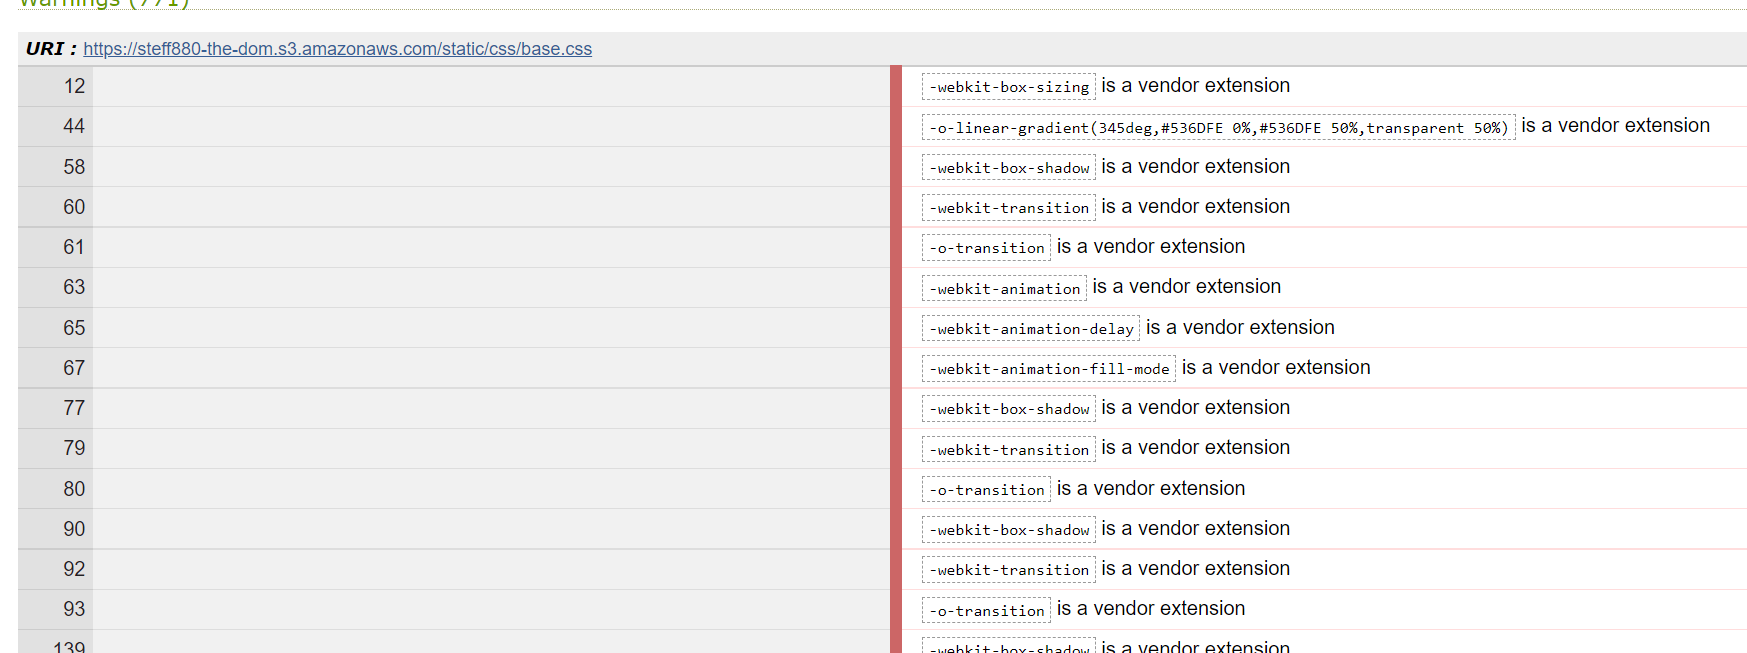 Warnings (771)
URI : https://steff880-the-dom.s3.amazonaws.com/static/css/base.css
12 -webkit-box-sizing is a vendor extension
44 -o-linear-gradient(345deg,#536DFE 0%,#536DFE 50%,transparent 50%) is a vendor extension
58 -webkit-box-shadow is a vendor extension
60 -webkit-transition is a vendor extension
61 -o-transition is a vendor extension
63 -webkit-animation is a vendor extension
65 -webkit-animation-delay is a vendor extension
67 -webkit-animation-fill-mode is a vendor extension
77 -webkit-box-shadow is a vendor extension
79 -webkit-transition is a vendor extension
80 -o-transition is a vendor extension
90 -webkit-box-shadow is a vendor extension
92 -webkit-transition is a vendor extension
93 -o-transition is a vendor extension
139 -webkit-box-shadow is a vendor extension